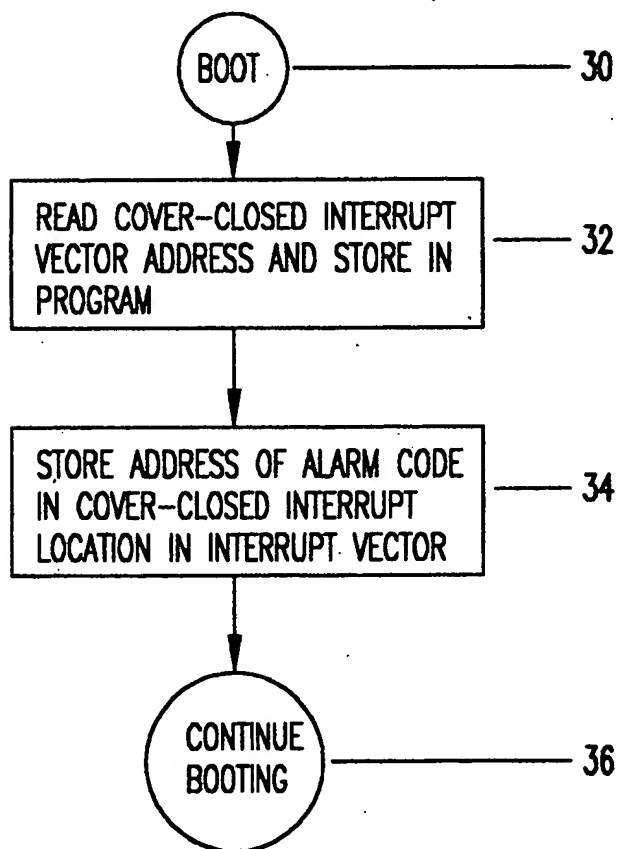 BOOT
30
READ COVER-CLOSED INTERRUPT
VECTOR ADDRESS AND STORE IN
PROGRAM
32
STORE ADDRESS OF ALARM CODE
IN COVER-CLOSED INTERRUPT
LOCATION IN INTERRUPT VECTOR
34
CONTINUE
BOOTING
36